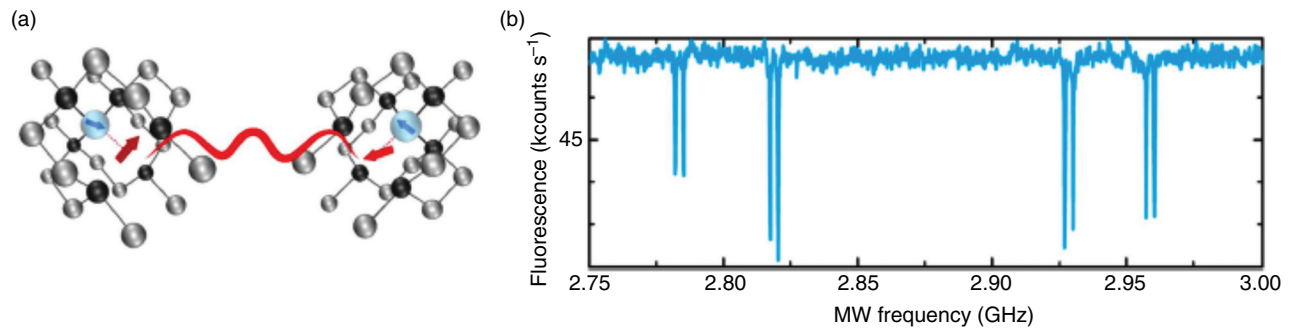 (a)
(b)
Fluorescence (kcounts s⁻¹)
45
2.75 2.80 2.85 2.90 2.95 3.00
MW frequency (GHz)